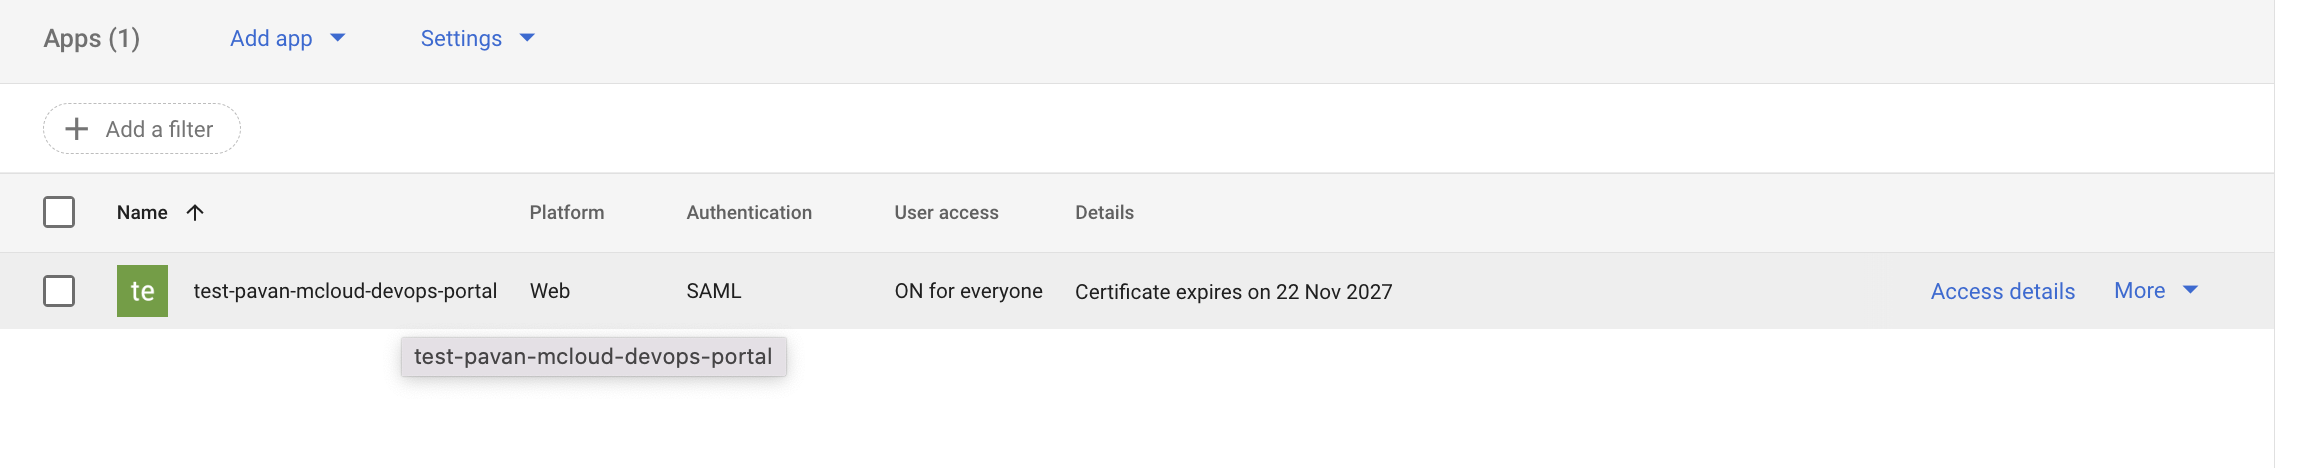 Apps (1) Add app Settings
Add a filter
Name Platform Authentication User access Details
te test-pavan-mcloud-devops-portal Web SAML ON for everyone Certificate expires on 22 Nov 2027 Access details More
test-pavan-mcloud-devops-portal